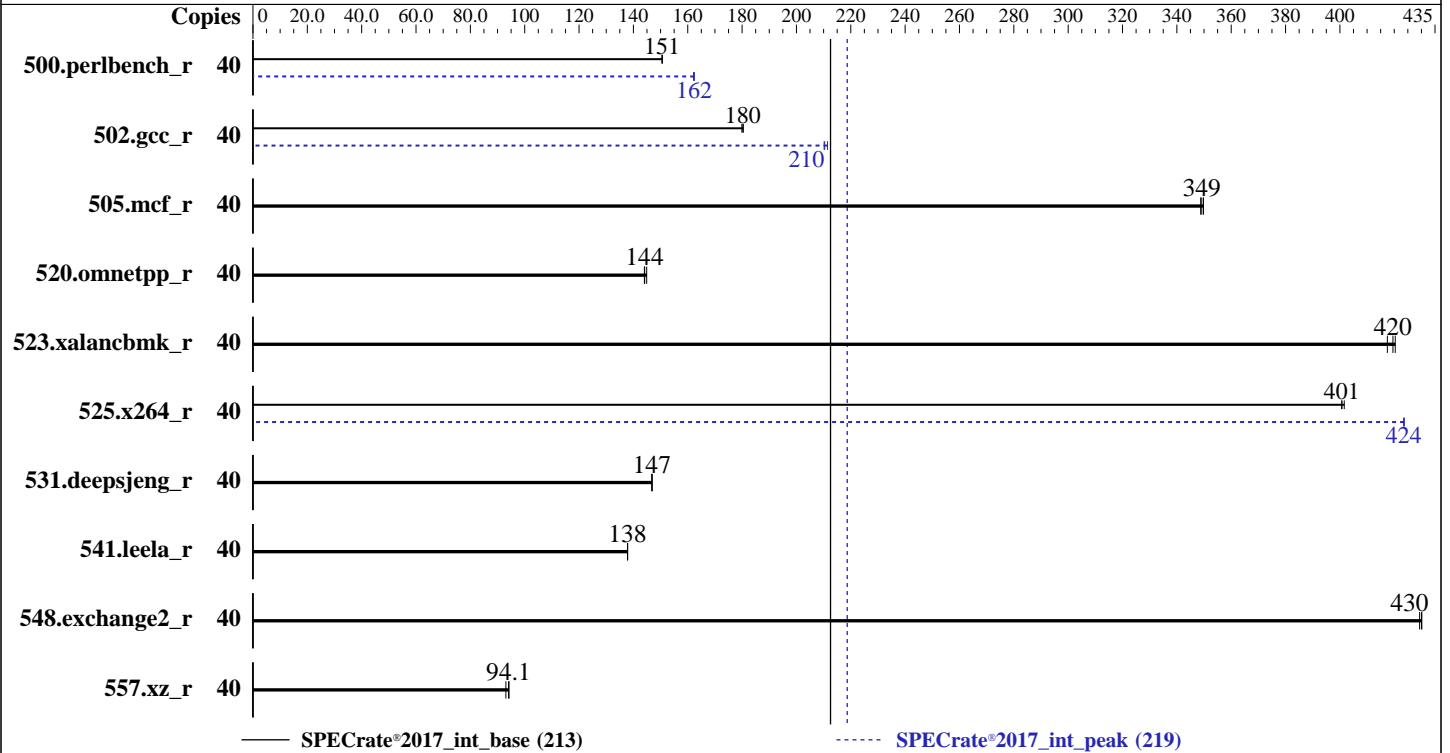 Copies 0 20.0 40.0 60.0 80.0 100 120 140 160 180 200 220 240 260 280 300 320 340 360 380 400 435
151
500.perlbench_r 40
162
180
502.gcc_r 40
210
349
505.mcf_r 40
144
520.omnetpp_r 40
420
523.xalancbmk_r 40
401
525.x264_r 40
424
147
531.deepsjeng_r 40
138
541.leela_r 40
430
548.exchange2_r 40
94.1
557.xz_r 40
SPECrate®2017_int_base (213) SPECrate®2017_int_peak (219)